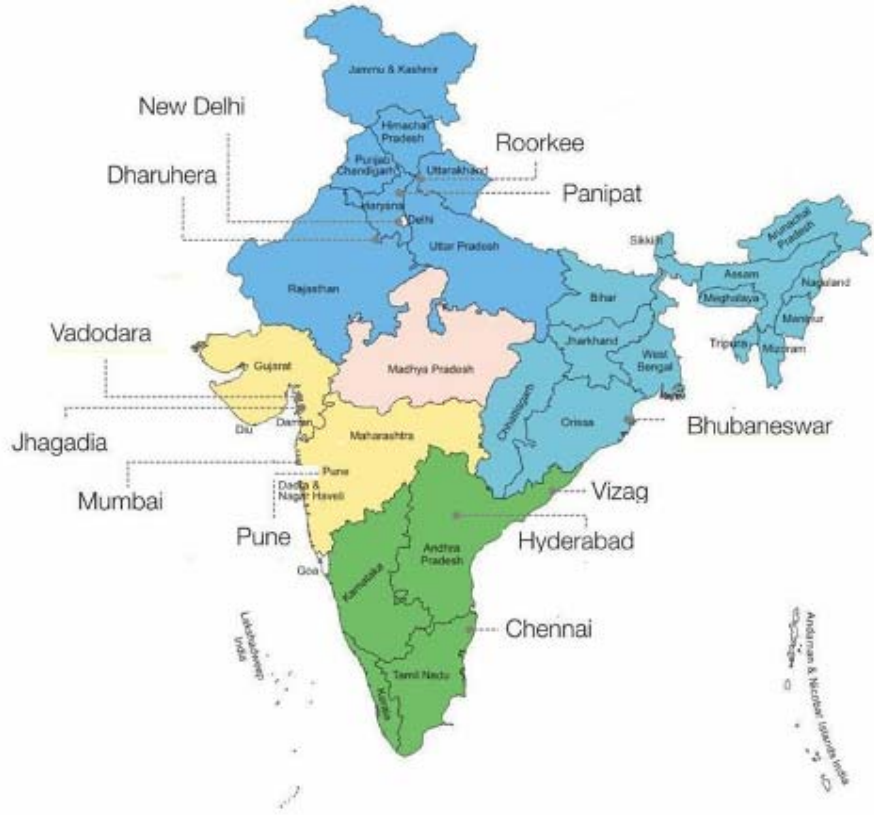 Jammu & Kashmir
New Delhi
Himachal
Pradesh
Roorkee
Punjab
Chandigarh
Uttarakhand
Dharuhera
Panipat
Haryana
Delhi
Uttar Pradesh
Sikkim
Arunachal
Pradesh
Assam
Nagaland
Rajasthan
Bihar
Meghalaya
Manipur
Vadodara
Jharkhand
Tripura
Mizoram
West
Bengal
Gujarat
Madhya Pradesh
Chhattisgarh
Orissa
Bhubaneswar
Diu
Daman
Maharashtra
Jhagadia
Pune
Mumbai
Dadra &
Nagar Haveli
Vizag
Pune
Hyderabad
Andhra
Pradesh
Goa
Karnataka
Chennai
Lakshadweep
India
Tamil Nadu
Kerala
Andaman & Nicobar Islands India